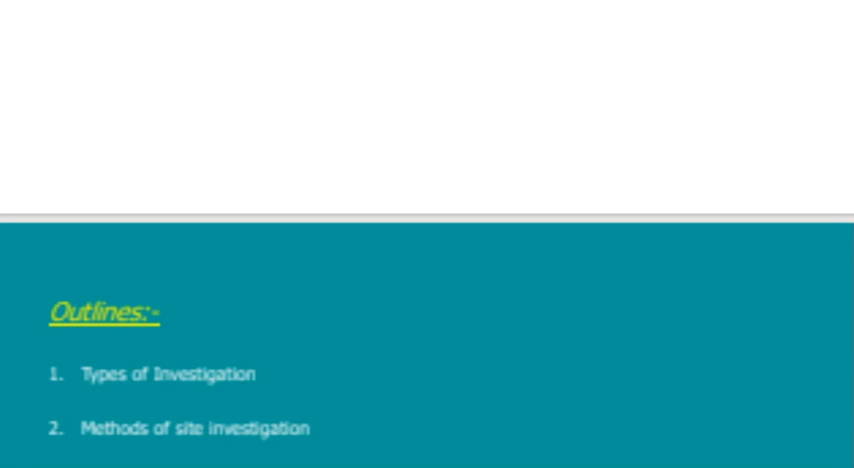 Outlines:-
1. Types of Investigation
2. Methods of site investigation